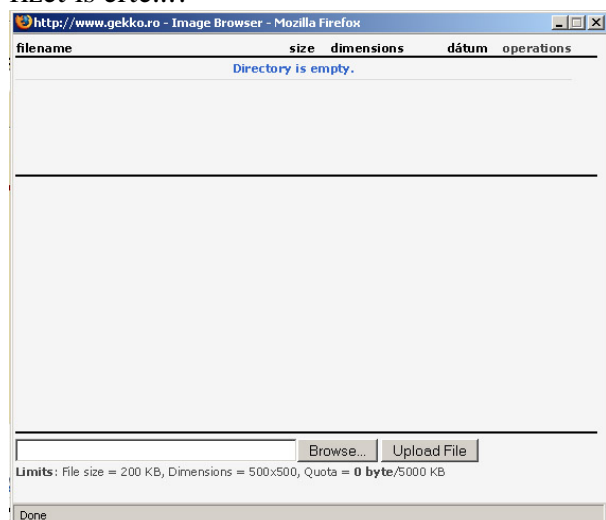 http://www.gekko.ro - Image Browser - Mozilla Firefox
filename size dimensions dátum operations
Directory is empty.
Browse... Upload File
Limits: File size = 200 KB, Dimensions = 500x500, Quota = 0 byte/5000 KB
Done